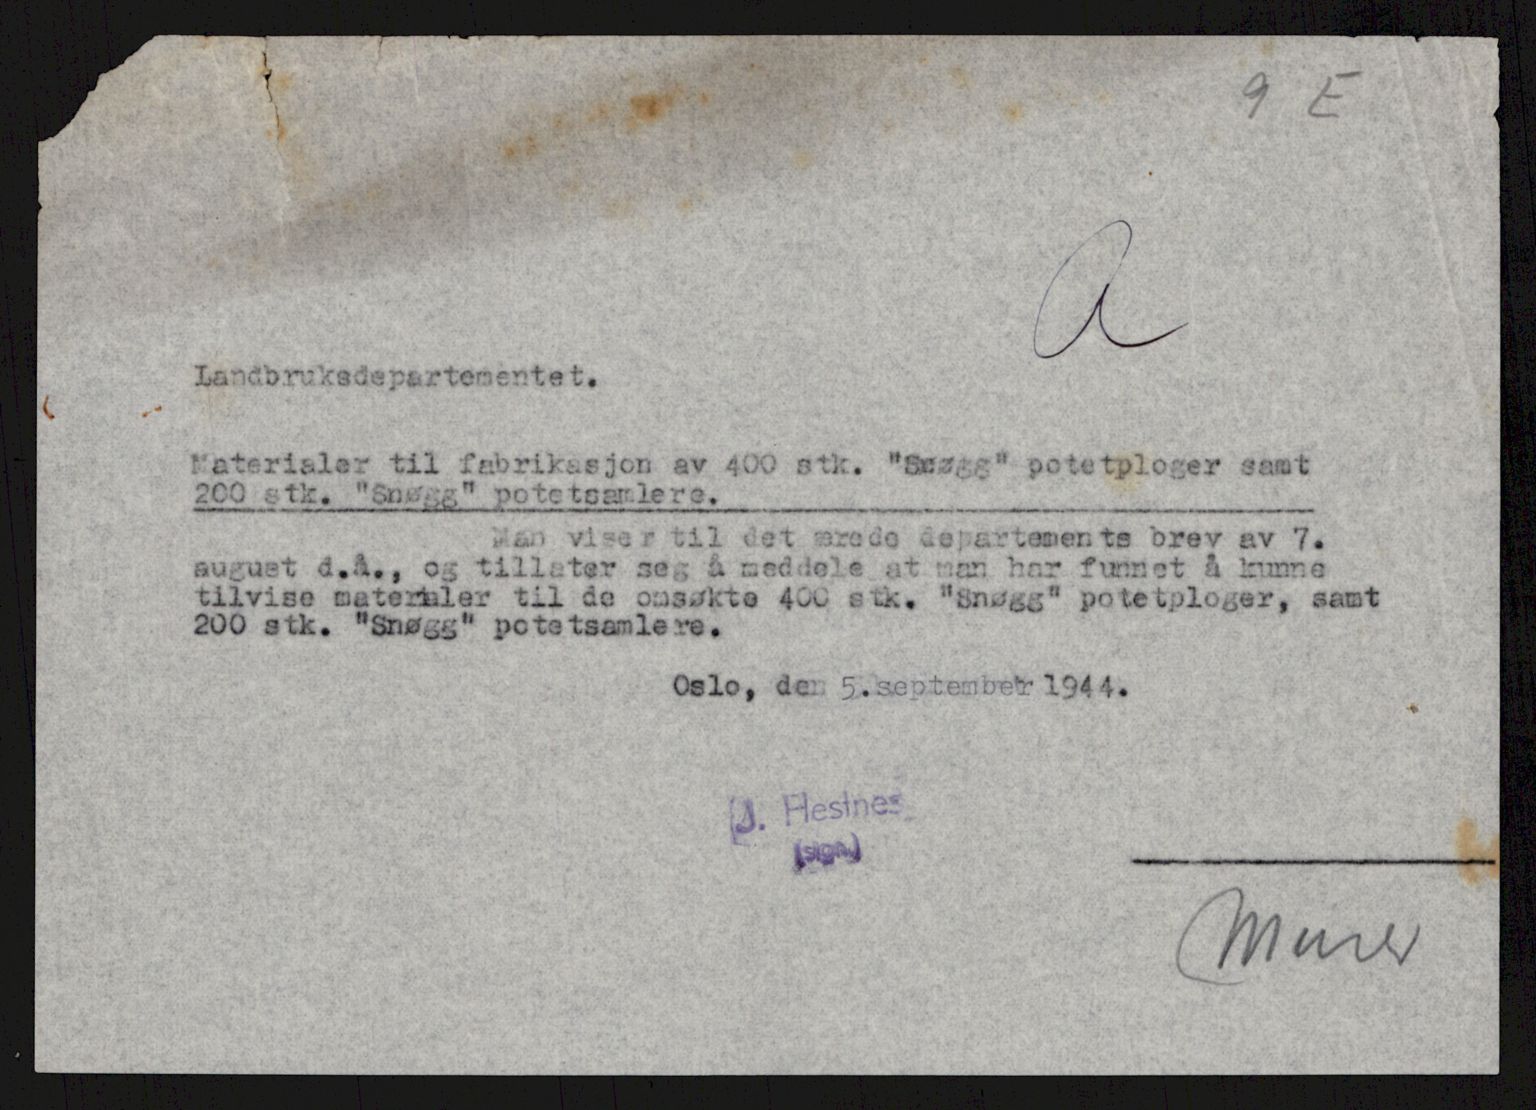 9 E
A
Landbruksdepartementet.
Materialer til fabrikasjon av 400 stk. "Snøgg" potetploger samt
200 stk. "Snøgg" potetsamlere.
Man viser til det ærede departements brev av 7.
august d.å., og tillater seg å meddele at man har funnet å kunne
tilvise materialer til de omsøkte 400 stk. "Snøgg" potetploger, samt
200 stk. "Snøgg" potetsamlere.
Oslo, den 5.september 1944.
J. Flestnes
(sign.)